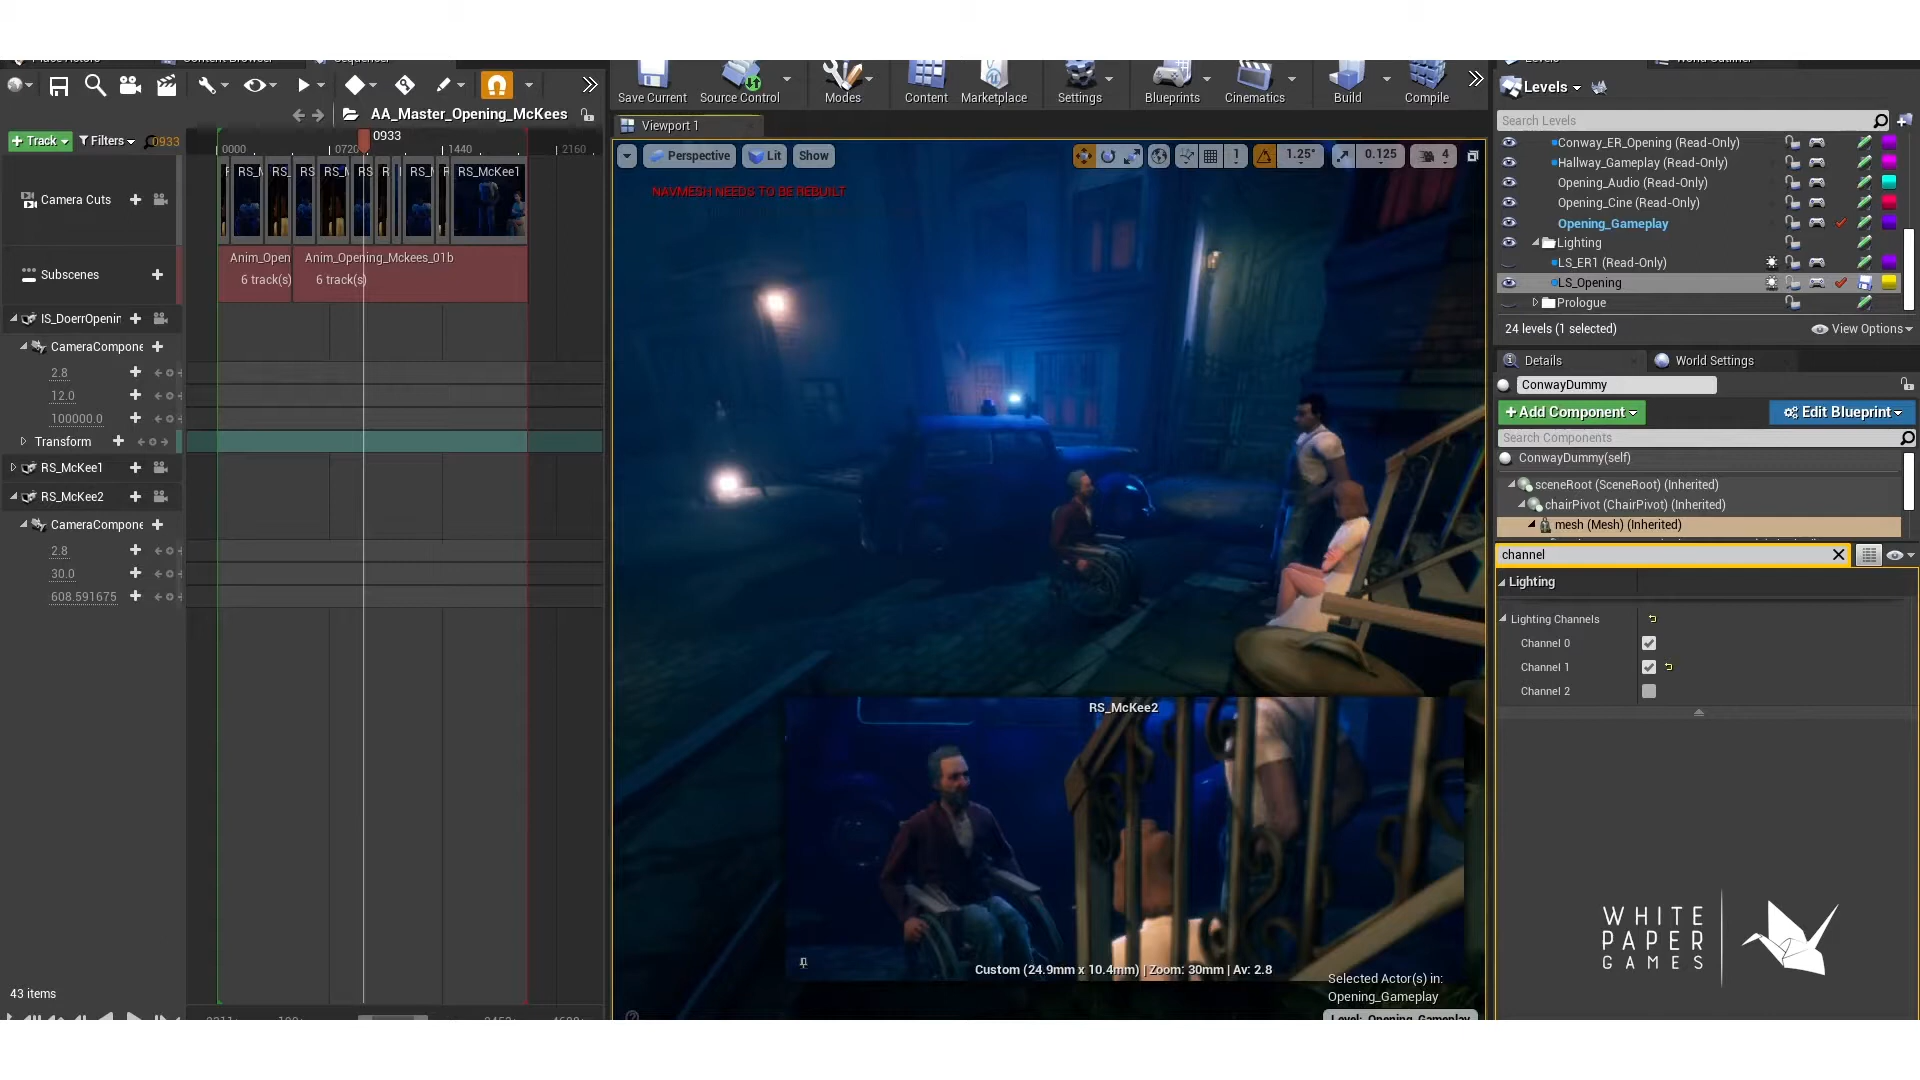 Save Current
Source Control
Modes
Content
Marketplace
Settings
Blueprints
Cinematics
Build
Compile
Levels
AA_Master_Opening_McKees
Search Levels
Viewport 1
Track
Filters
0933
0933
0000
0720
1440
2160
Perspective
Lit
Show
1.25°
0.125
4
NAVMESH NEEDS TO BE REBUILT
Conway_ER_Opening (Read-Only)
Hallway_Gameplay (Read-Only)
Opening_Audio (Read-Only)
Opening_Cine (Read-Only)
Opening_Gameplay
Lighting
LS_ER1 (Read-Only)
LS_Opening
Prologue
24 levels (1 selected)
View Options
Camera Cuts
RS_McKee1
Subscenes
Anim_Open
6 track(s)
Anim_Opening_Mckees_01b
6 track(s)
IS_DoerrOpenin
CameraCompone
2.8
12.0
100000.0
Transform
RS_McKee1
RS_McKee2
CameraCompone
2.8
30.0
608.591675
43 items
Details
World Settings
ConwayDummy
Add Component
Edit Blueprint
Search Components
ConwayDummy(self)
sceneRoot (SceneRoot) (Inherited)
chairPivot (ChairPivot) (Inherited)
mesh (Mesh) (Inherited)
channel
Lighting
Lighting Channels
Channel 0
Channel 1
Channel 2
RS_McKee2
Custom (24.9mm x 10.4mm) | Zoom: 30mm | Av: 2.8
Selected Actor(s) in:
Opening_Gameplay
Level: Opening_Gameplay
WHITE
PAPER
GAMES